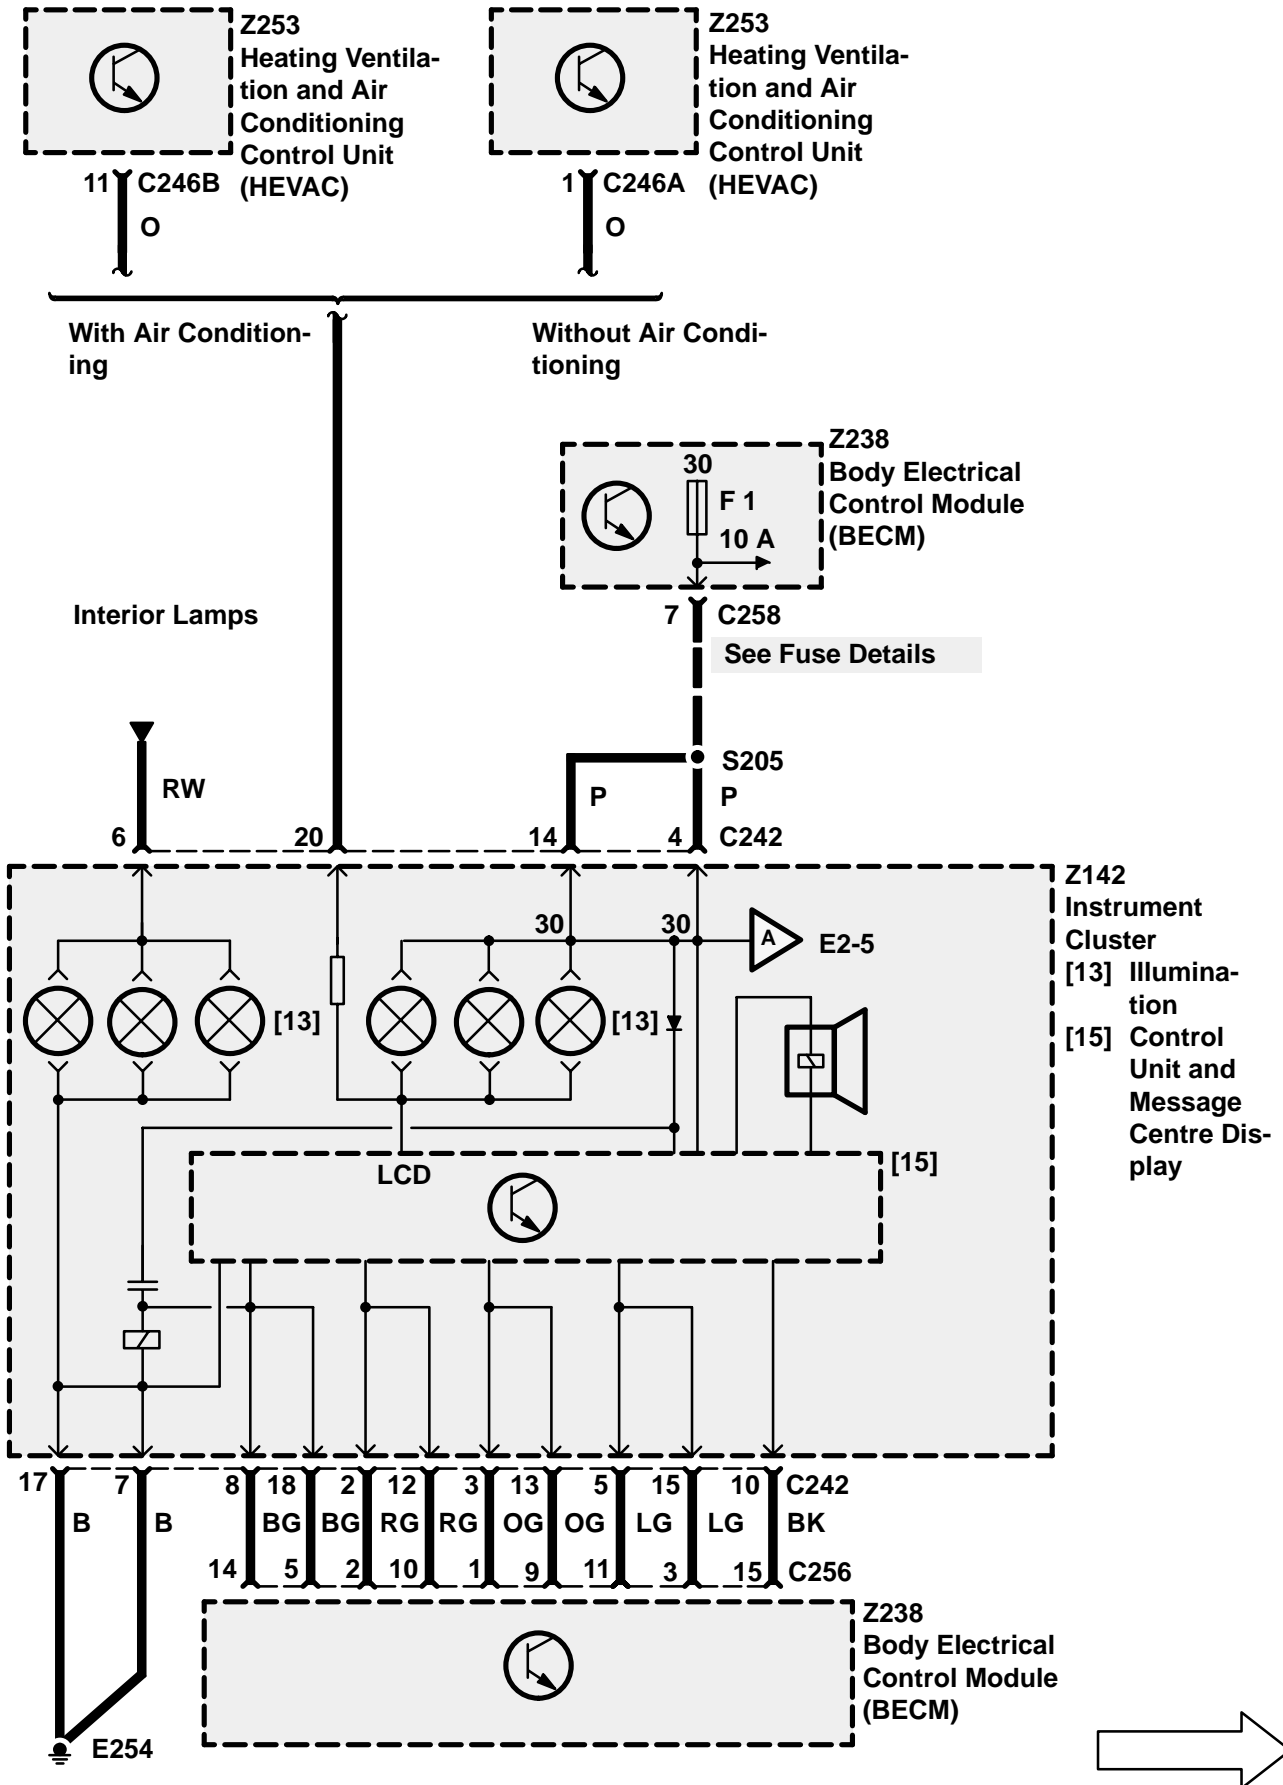 Z253
Heating Ventila-
tion and Air
Conditioning
Control Unit
(HEVAC)
11 C246B
O
Z253
Heating Ventila-
tion and Air
Conditioning
Control Unit
(HEVAC)
1 C246A
O
With Air Condition-
ing
Without Air Condi-
tioning
Z238
Body Electrical
Control Module
(BECM)
30
F 1
10 A
7 C258
See Fuse Details
Interior Lamps
S205
RW
P
P
6
20
14
4 C242
Z142
Instrument
Cluster
[13] Illumina-
tion
[15] Control
Unit and
Message
Centre Dis-
play
30
30
A
E2-5
[13]
[13]
LCD
[15]
17 7 8 18 2 12 3 13 5 15 10 C242
B B BG BG RG RG OG OG LG LG BK
14 5 2 10 1 9 11 3 15 C256
Z238
Body Electrical
Control Module
(BECM)
E254